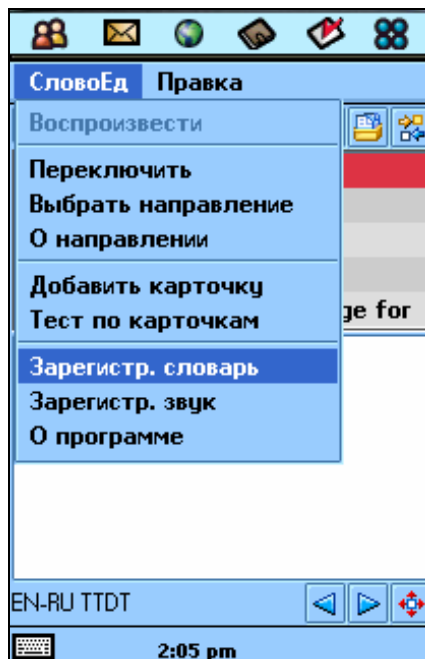 СловоЕд Правка
Воспроизвести
Переключить
Выбрать направление
О направлении
Добавить карточку
Тест по карточкам
ge for
Зарегистр. словарь
Зарегистр. звук
О программе
EN-RU TTDT
2:05 pm